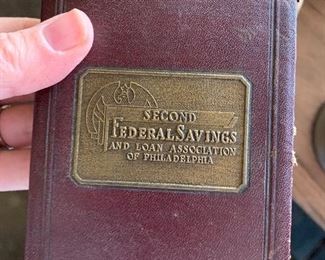 SECOND
FEDERAL SAVINGS
AND LOAN ASSOCIATION
OF PHILADELPHIA